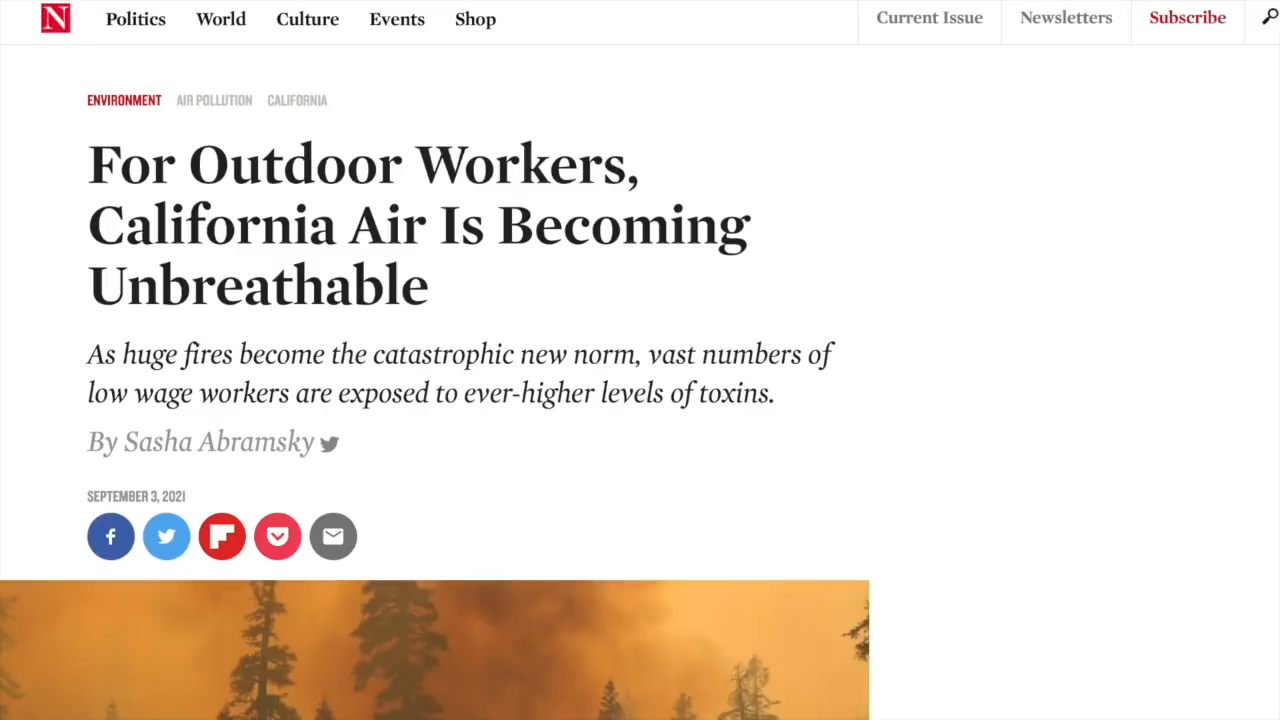 N Politics World Culture Events Shop Current Issue Newsletters Subscribe
ENVIRONMENT AIR POLLUTION CALIFORNIA
For Outdoor Workers,
California Air Is Becoming
Unbreathable
As huge fires become the catastrophic new norm, vast numbers of
low wage workers are exposed to ever-higher levels of toxins.
By Sasha Abramsky
SEPTEMBER 3, 2021